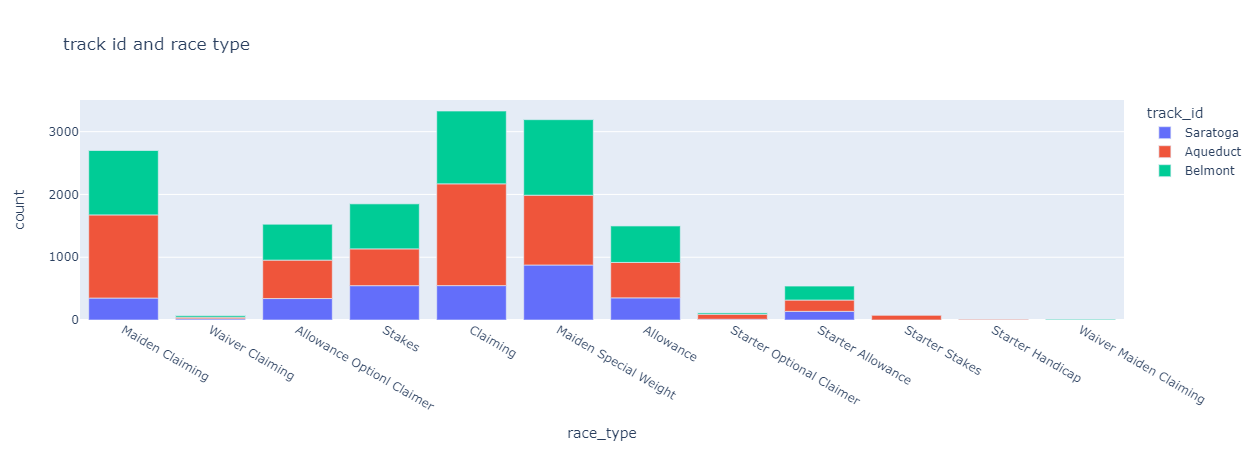 track id and race type
track_id
Saratoga
Aqueduct
Belmont
count
3000
2000
1000
0
Maiden Claiming
Waiver Claiming
Allowance Optionl Claimer
Stakes
Claiming
Maiden Special Weight
Allowance
Starter Optional Claimer
Starter Allowance
Starter Stakes
Starter Handicap
Waiver Maiden Claiming
race_type